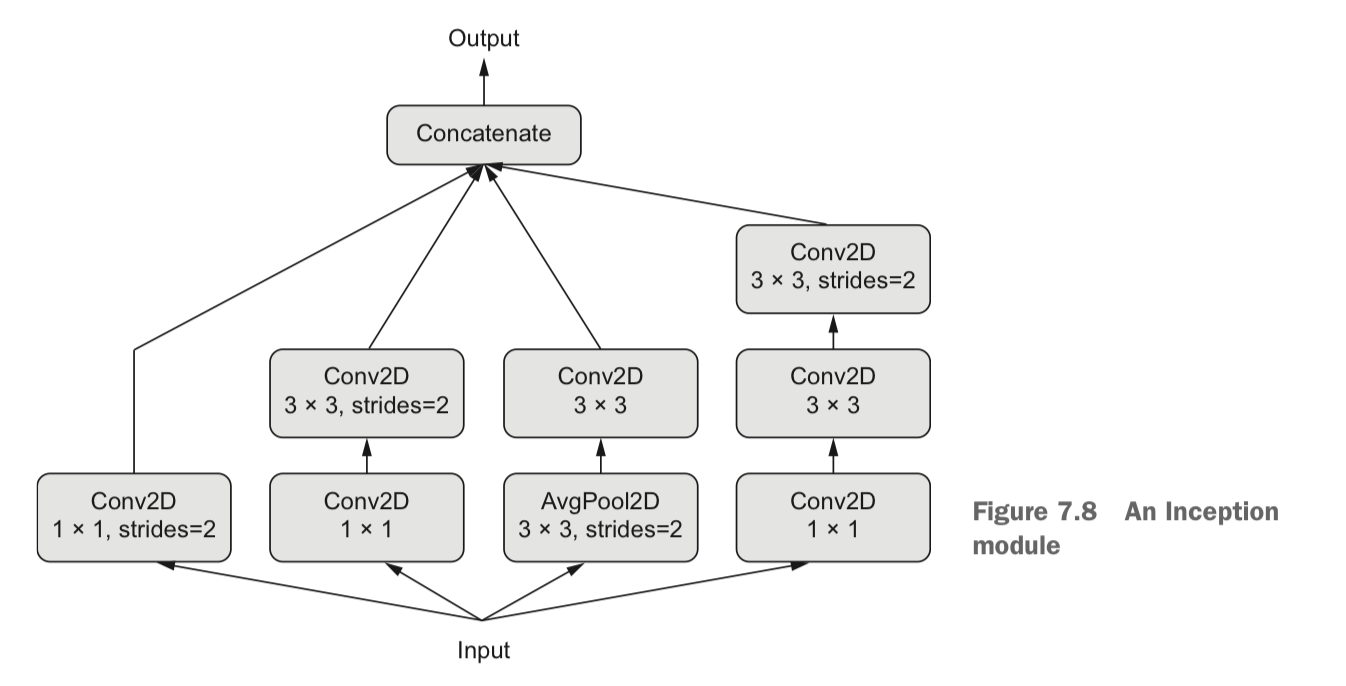 Output
Concatenate
Conv2D
3 × 3, strides=2
Conv2D
3 × 3, strides=2
Conv2D
3 × 3
Conv2D
3 × 3
Conv2D
1 × 1, strides=2
Conv2D
1 × 1
AvgPool2D
3 × 3, strides=2
Conv2D
1 × 1
Input
Figure 7.8 An Inception
module